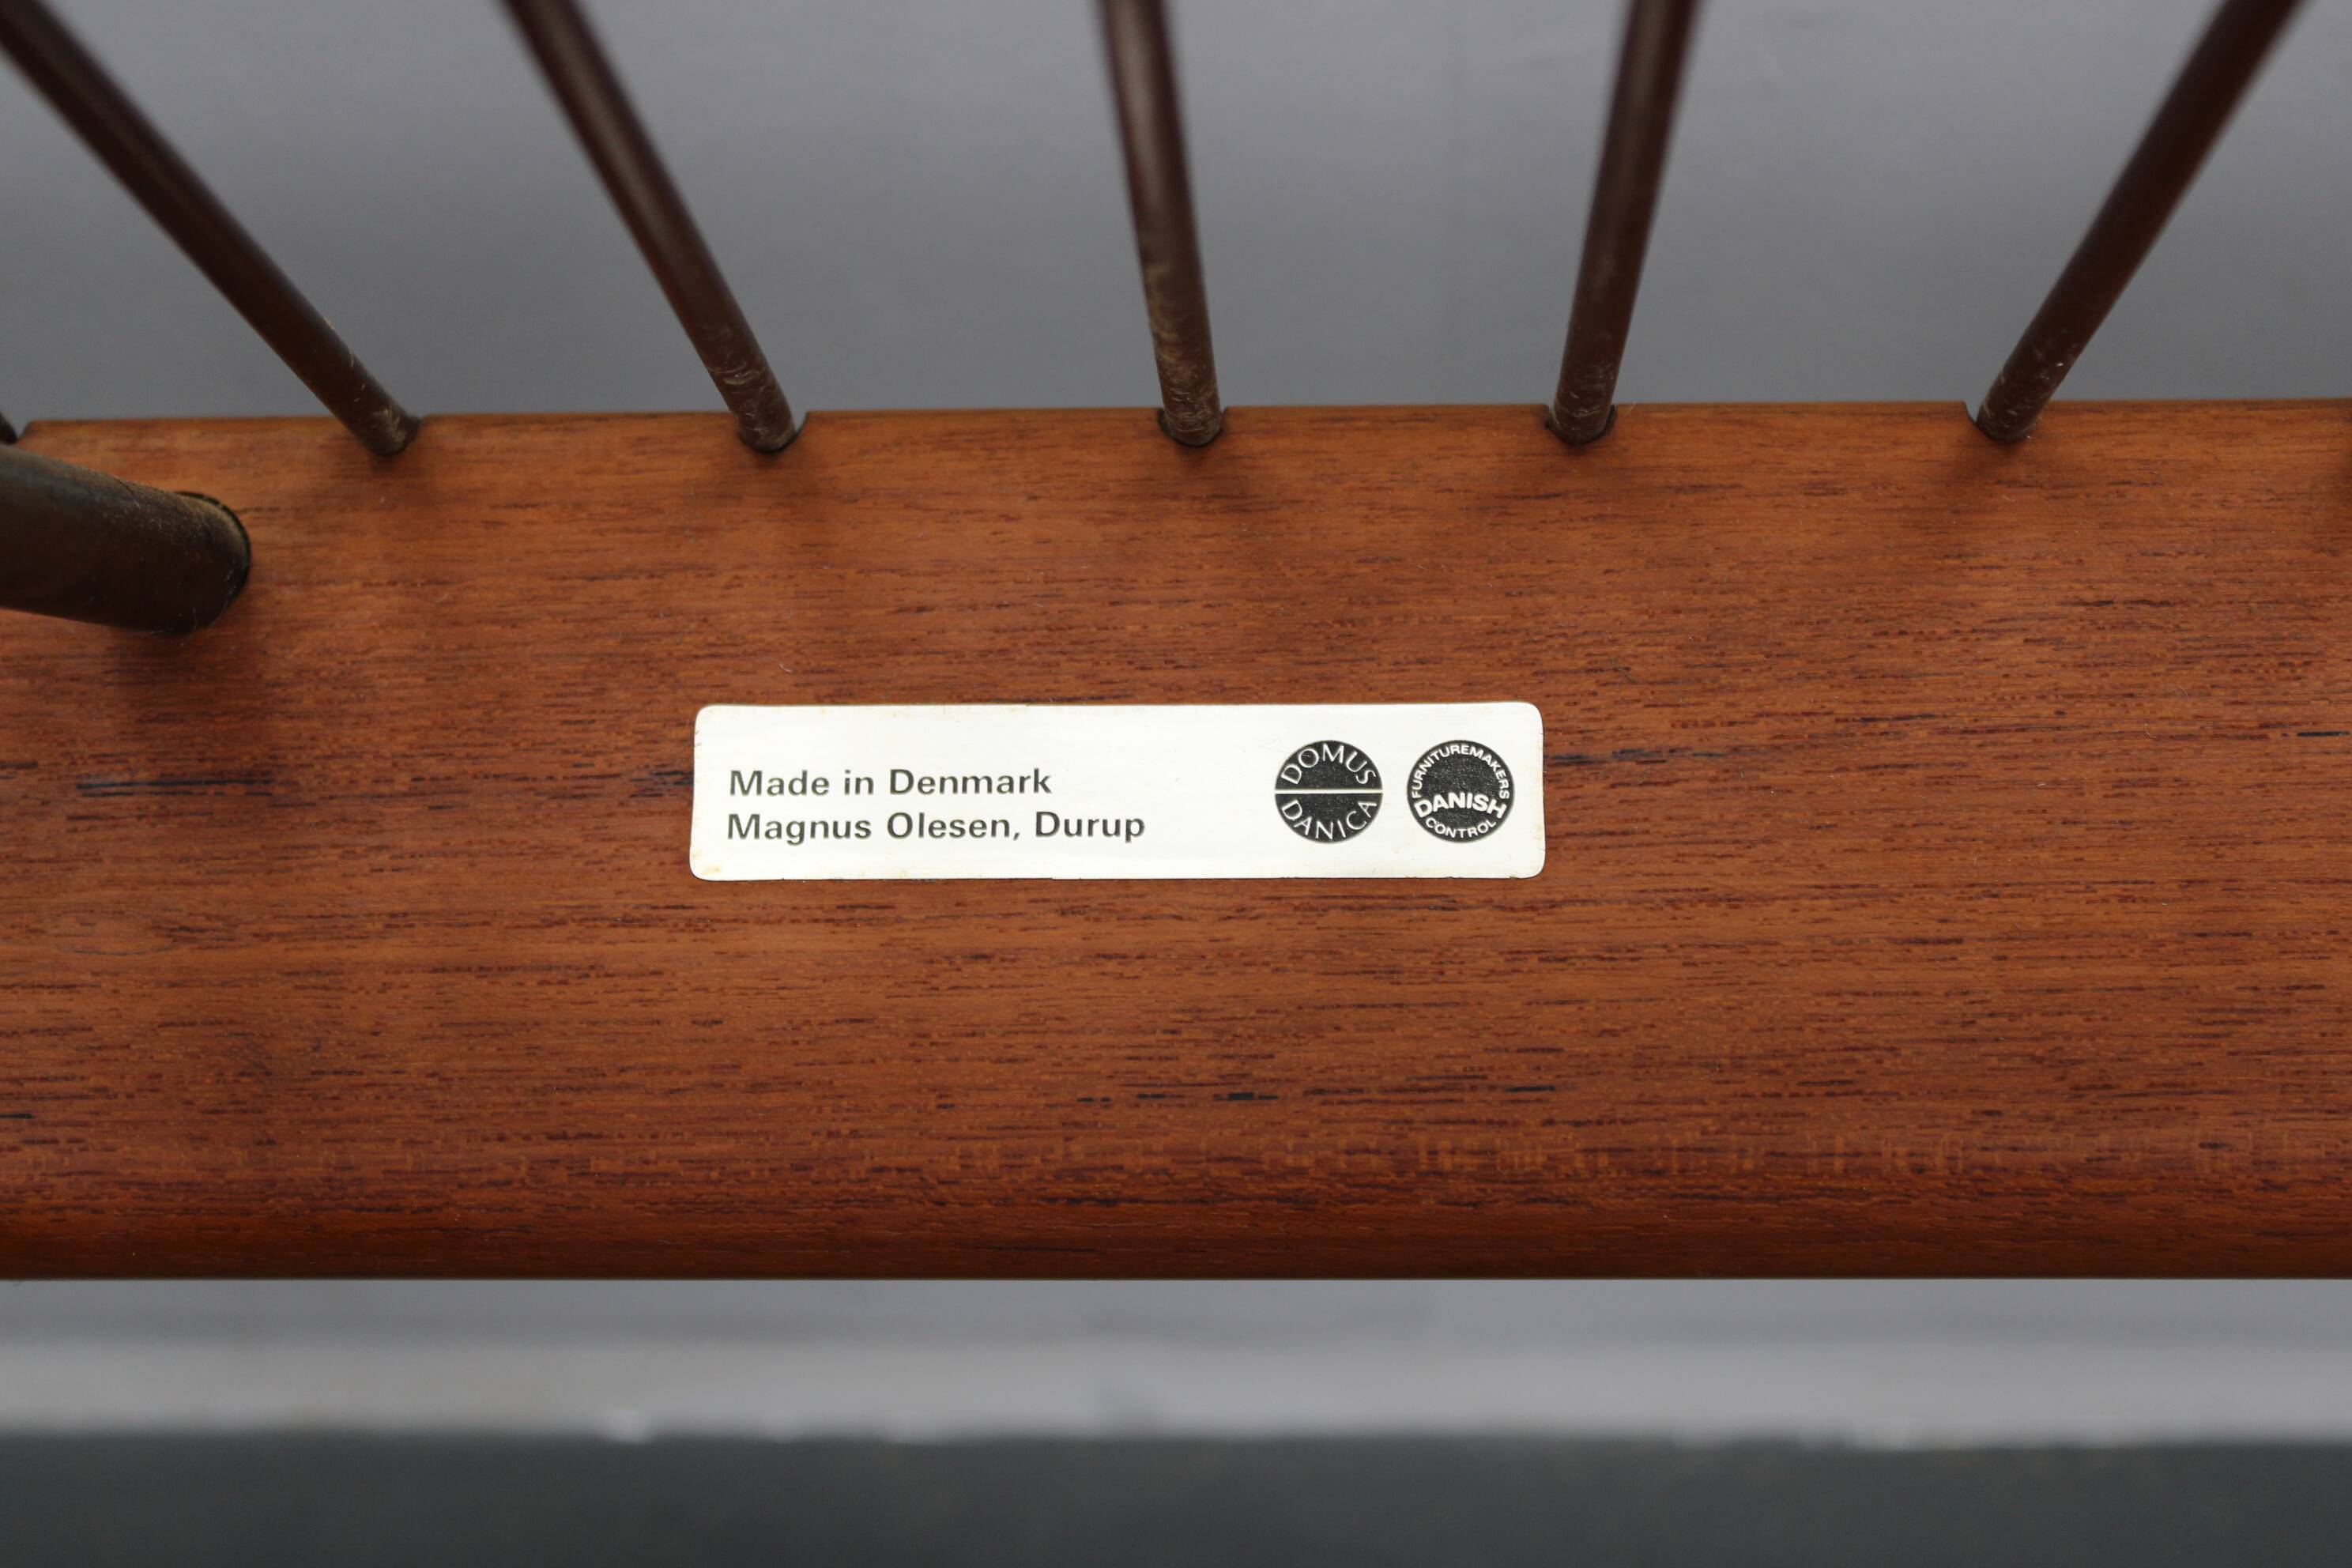 Made in Denmark
Magnus Olesen, Durup
DOMUS
DANICA
FURNITUREMAKERS
DANISH
CONTROL